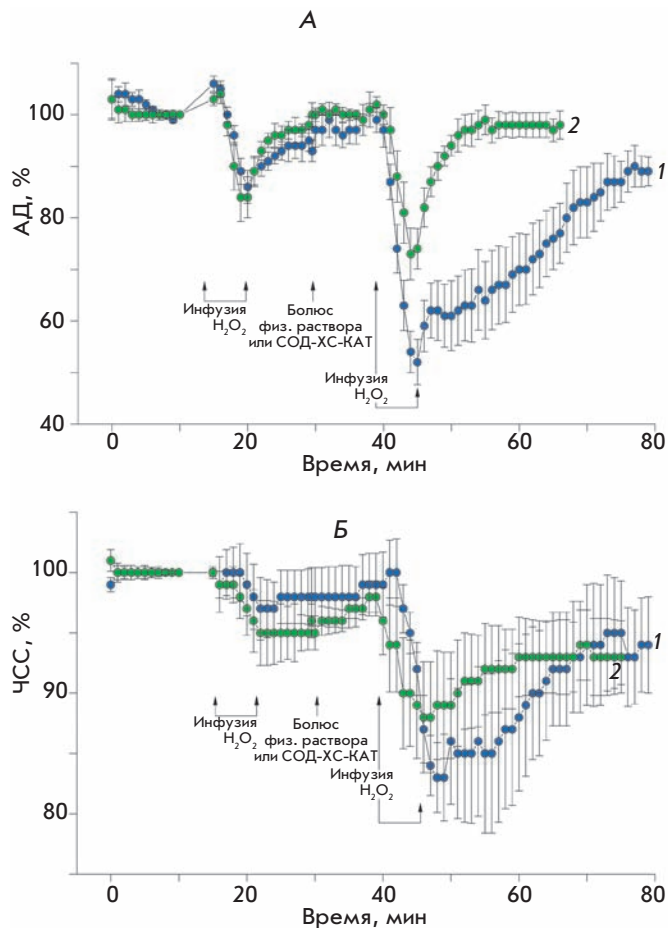 А
АД, %
100
80
60
40
2
1
Инфузия
H₂O₂
Болюс
физ. раствора
или СОД-ХС-КАТ
Инфузия
H₂O₂
0 20 40 60 80
Время, мин
Б
ЧСС, %
100
90
80
1
2
Инфузия
H₂O₂
Болюс
физ. раствора
или СОД-ХС-КАТ
Инфузия
H₂O₂
0 20 40 60 80
Время, мин